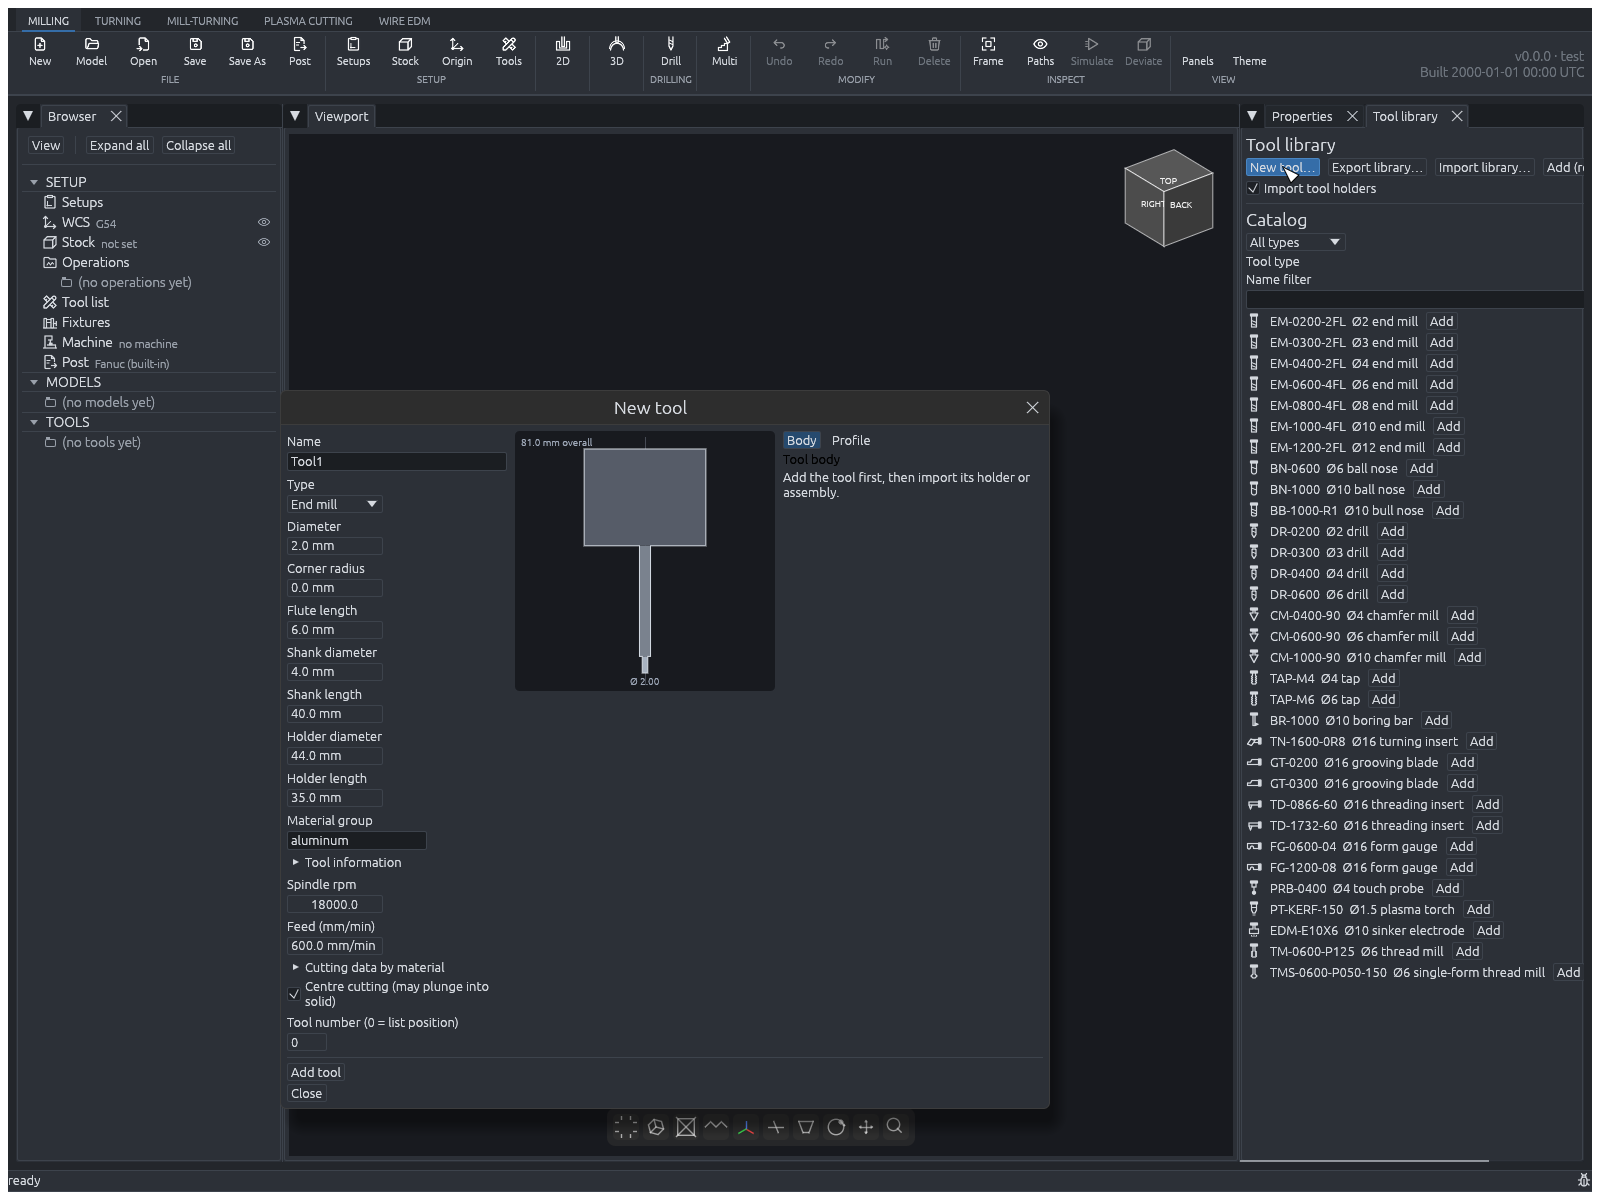 MILLING TURNING MILL-TURNING PLASMA CUTTING WIRE EDM
New Model Open Save Save As Post Setups Stock Origin Tools 2D 3D Drill Multi Undo Redo Run Delete Frame Paths Simulate Deviate Panels Theme
FILE SETUP DRILLING MODIFY INSPECT VIEW
v0.0.0 · test
Built 2000-01-01 00:00 UTC
Browser
View Expand all Collapse all
SETUP
Setups
WCS G54
Stock not set
Operations
(no operations yet)
Tool list
Fixtures
Machine no machine
Post Fanuc (built-in)
MODELS
(no models yet)
TOOLS
(no tools yet)
Viewport
TOP
RIGHT BACK
New tool
Name
Tool1
Type
End mill
Diameter
2.0 mm
Corner radius
0.0 mm
Flute length
6.0 mm
Shank diameter
4.0 mm
Shank length
40.0 mm
Holder diameter
44.0 mm
Holder length
35.0 mm
Material group
aluminum
Tool information
Spindle rpm
18000.0
Feed (mm/min)
600.0 mm/min
Cutting data by material
Centre cutting (may plunge into
solid)
Tool number (0 = list position)
0
Add tool
Close
81.0 mm overall
Ø 2.00
Body Profile
Tool body
Add the tool first, then import its holder or
assembly.
Properties Tool library
Tool library
New tool... Export library... Import library... Add (r
Import tool holders
Catalog
All types
Tool type
Name filter
EM-0200-2FL Ø2 end mill Add
EM-0300-2FL Ø3 end mill Add
EM-0400-2FL Ø4 end mill Add
EM-0600-4FL Ø6 end mill Add
EM-0800-4FL Ø8 end mill Add
EM-1000-4FL Ø10 end mill Add
EM-1200-2FL Ø12 end mill Add
BN-0600 Ø6 ball nose Add
BN-1000 Ø10 ball nose Add
BB-1000-R1 Ø10 bull nose Add
DR-0200 Ø2 drill Add
DR-0300 Ø3 drill Add
DR-0400 Ø4 drill Add
DR-0600 Ø6 drill Add
CM-0400-90 Ø4 chamfer mill Add
CM-0600-90 Ø6 chamfer mill Add
CM-1000-90 Ø10 chamfer mill Add
TAP-M4 Ø4 tap Add
TAP-M6 Ø6 tap Add
BR-1000 Ø10 boring bar Add
TN-1600-0R8 Ø16 turning insert Add
GT-0200 Ø16 grooving blade Add
GT-0300 Ø16 grooving blade Add
TD-0866-60 Ø16 threading insert Add
TD-1732-60 Ø16 threading insert Add
FG-0600-04 Ø16 form gauge Add
FG-1200-08 Ø16 form gauge Add
PRB-0400 Ø4 touch probe Add
PT-KERF-150 Ø1.5 plasma torch Add
EDM-E10X6 Ø10 sinker electrode Add
TM-0600-P125 Ø6 thread mill Add
TMS-0600-P050-150 Ø6 single-form thread mill Add
ready